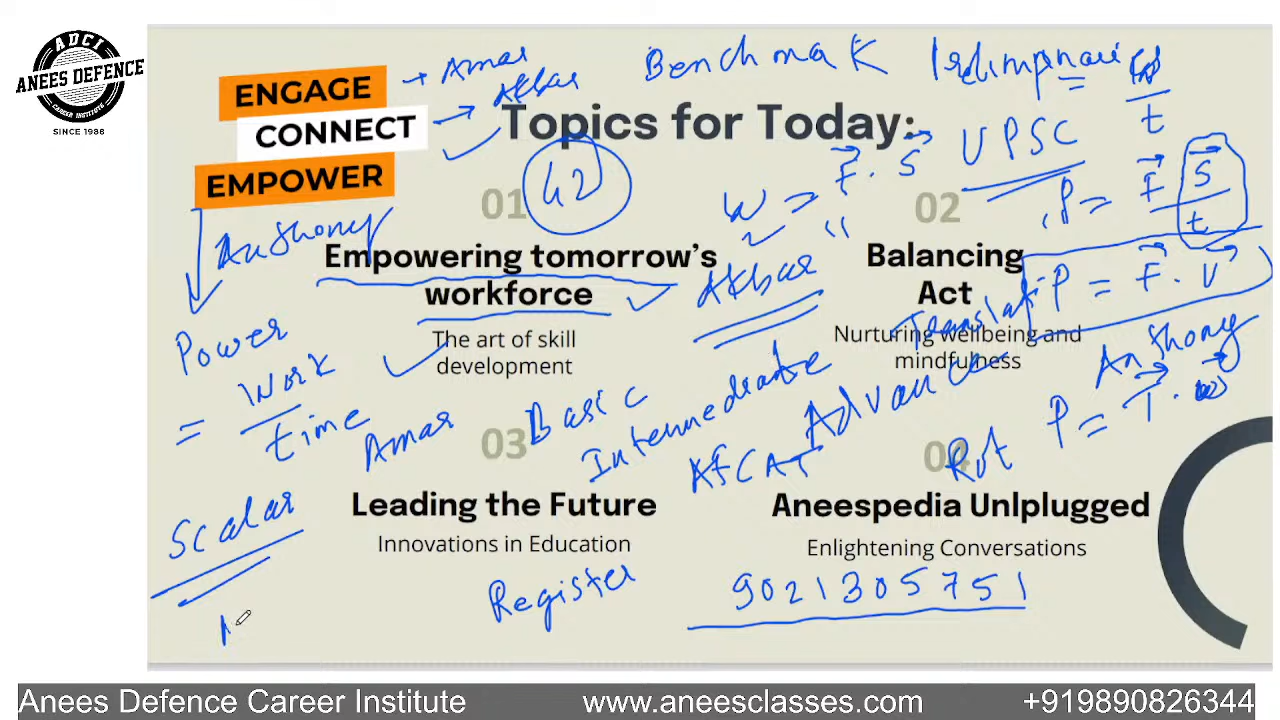 ADCI
ANEES DEFENCE
CAREER INSTITUTE
SINCE 1988
ENGAGE
CONNECT
EMPOWER
→ Amar
→ Akbar
Anthony
Benchmark
UPSC
Topics for Today:
01
42
Empowering tomorrow's
workforce
The art of skill
development
W = F . S
Akbar
02
Balancing
Act
Nurturing wellbeing and
mindfulness
P = F S
t
P = F . V
Anthony
P = T . ω
Rot
Power
= Work
time
Amar
Scalar
Basic
Intermediate
Advance
AFCAT
03
Leading the Future
Innovations in Education
04
Aneespedia Unlplugged
Enlightening Conversations
Register
9021305751
Anees Defence Career Institute
www.aneesclasses.com
+919890826344